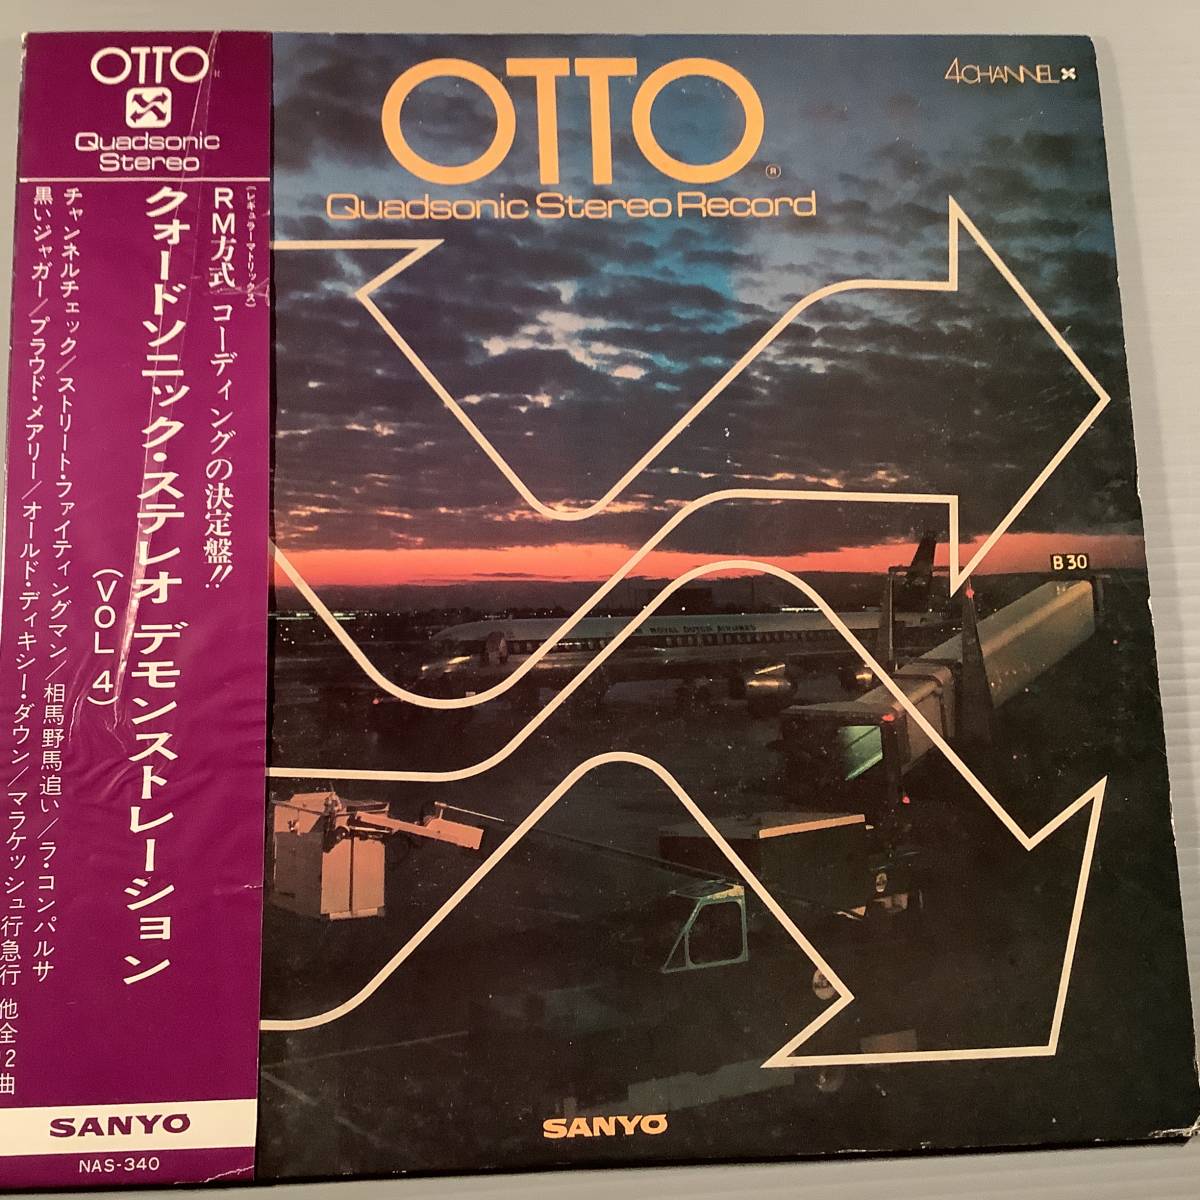 OTTO
Quadsonic
Stereo
(レギュラーマトリックス)
RM方式 コーディングの決定盤!!
クォードソニック・ステレオ デモンストレーション
(VOL 4)
チャンネルチェック/ストリート・ファイティングマン/相馬野馬追い/ラ・コンパルサ
黒いジャガー/プラウド・メアリー/オールド・ディキシー・ダウン/マラケッシュ行急行 他全12曲
SANYO
NAS-340
OTTO®
Quadsonic Stereo Record
4CHANNEL
ROYAL DUTCH AIRLINES
B 30
SANYO